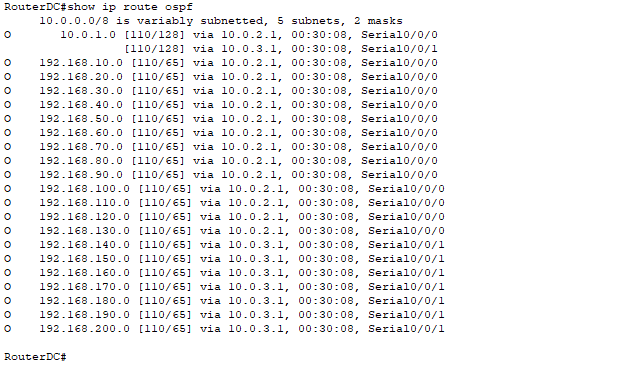 RouterDC#show ip route ospf
     10.0.0.0/8 is variably subnetted, 5 subnets, 2 masks
O       10.0.1.0 [110/128] via 10.0.2.1, 00:30:08, Serial0/0/0
                 [110/128] via 10.0.3.1, 00:30:08, Serial0/0/1
O    192.168.10.0 [110/65] via 10.0.2.1, 00:30:08, Serial0/0/0
O    192.168.20.0 [110/65] via 10.0.2.1, 00:30:08, Serial0/0/0
O    192.168.30.0 [110/65] via 10.0.2.1, 00:30:08, Serial0/0/0
O    192.168.40.0 [110/65] via 10.0.2.1, 00:30:08, Serial0/0/0
O    192.168.50.0 [110/65] via 10.0.2.1, 00:30:08, Serial0/0/0
O    192.168.60.0 [110/65] via 10.0.2.1, 00:30:08, Serial0/0/0
O    192.168.70.0 [110/65] via 10.0.2.1, 00:30:08, Serial0/0/0
O    192.168.80.0 [110/65] via 10.0.2.1, 00:30:08, Serial0/0/0
O    192.168.90.0 [110/65] via 10.0.2.1, 00:30:08, Serial0/0/0
O    192.168.100.0 [110/65] via 10.0.2.1, 00:30:08, Serial0/0/0
O    192.168.110.0 [110/65] via 10.0.2.1, 00:30:08, Serial0/0/0
O    192.168.120.0 [110/65] via 10.0.2.1, 00:30:08, Serial0/0/0
O    192.168.130.0 [110/65] via 10.0.2.1, 00:30:08, Serial0/0/0
O    192.168.140.0 [110/65] via 10.0.3.1, 00:30:08, Serial0/0/1
O    192.168.150.0 [110/65] via 10.0.3.1, 00:30:08, Serial0/0/1
O    192.168.160.0 [110/65] via 10.0.3.1, 00:30:08, Serial0/0/1
O    192.168.170.0 [110/65] via 10.0.3.1, 00:30:08, Serial0/0/1
O    192.168.180.0 [110/65] via 10.0.3.1, 00:30:08, Serial0/0/1
O    192.168.190.0 [110/65] via 10.0.3.1, 00:30:08, Serial0/0/1
O    192.168.200.0 [110/65] via 10.0.3.1, 00:30:08, Serial0/0/1
RouterDC#